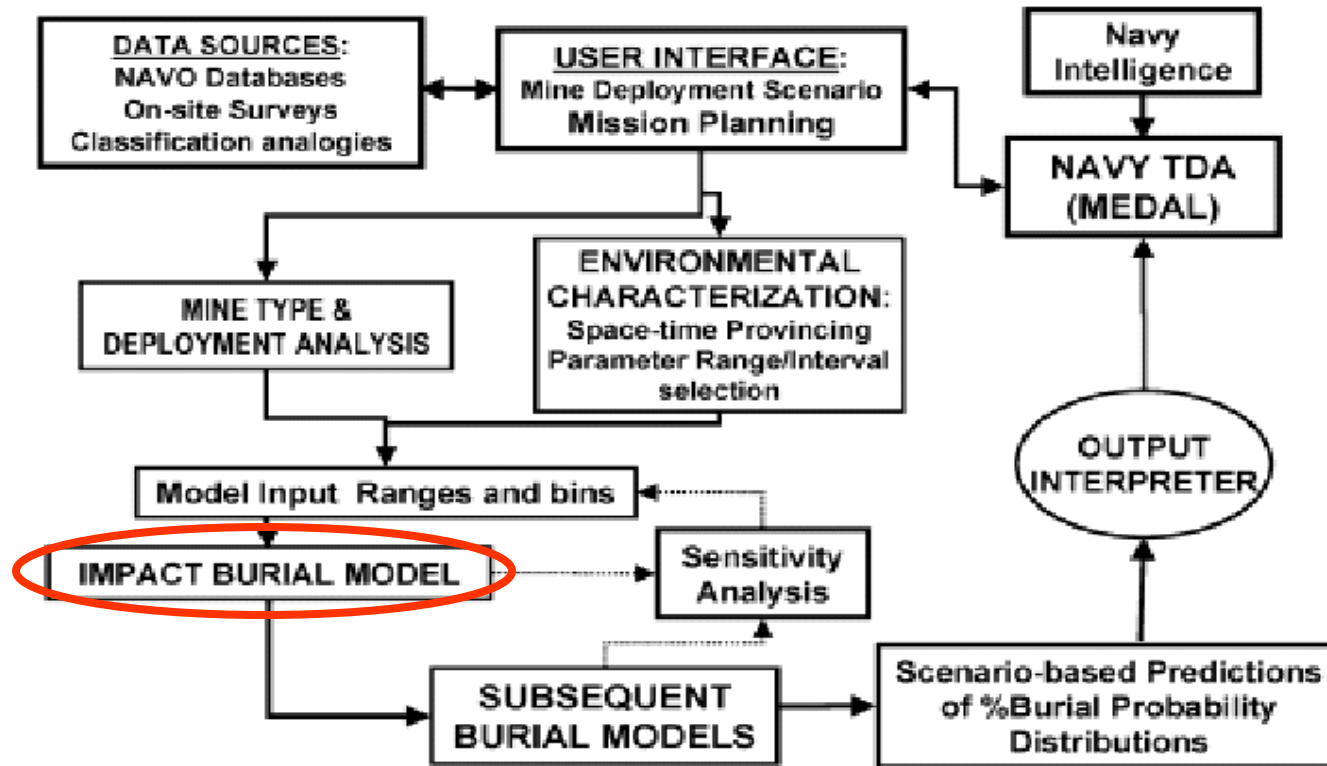 DATA SOURCES:
NAVO Databases
On-site Surveys
Classification analogies
USER INTERFACE:
Mine Deployment Scenario
Mission Planning
Navy
Intelligence
NAVY TDA
(MEDAL)
MINE TYPE &
DEPLOYMENT ANALYSIS
ENVIRONMENTAL
CHARACTERIZATION:
Space-time Provincing
Parameter Range/Interval
selection
OUTPUT
INTERPRETER
Model Input Ranges and bins
IMPACT BURIAL MODEL
Sensitivity
Analysis
SUBSEQUENT
BURIAL MODELS
Scenario-based Predictions
of %Burial Probability
Distributions